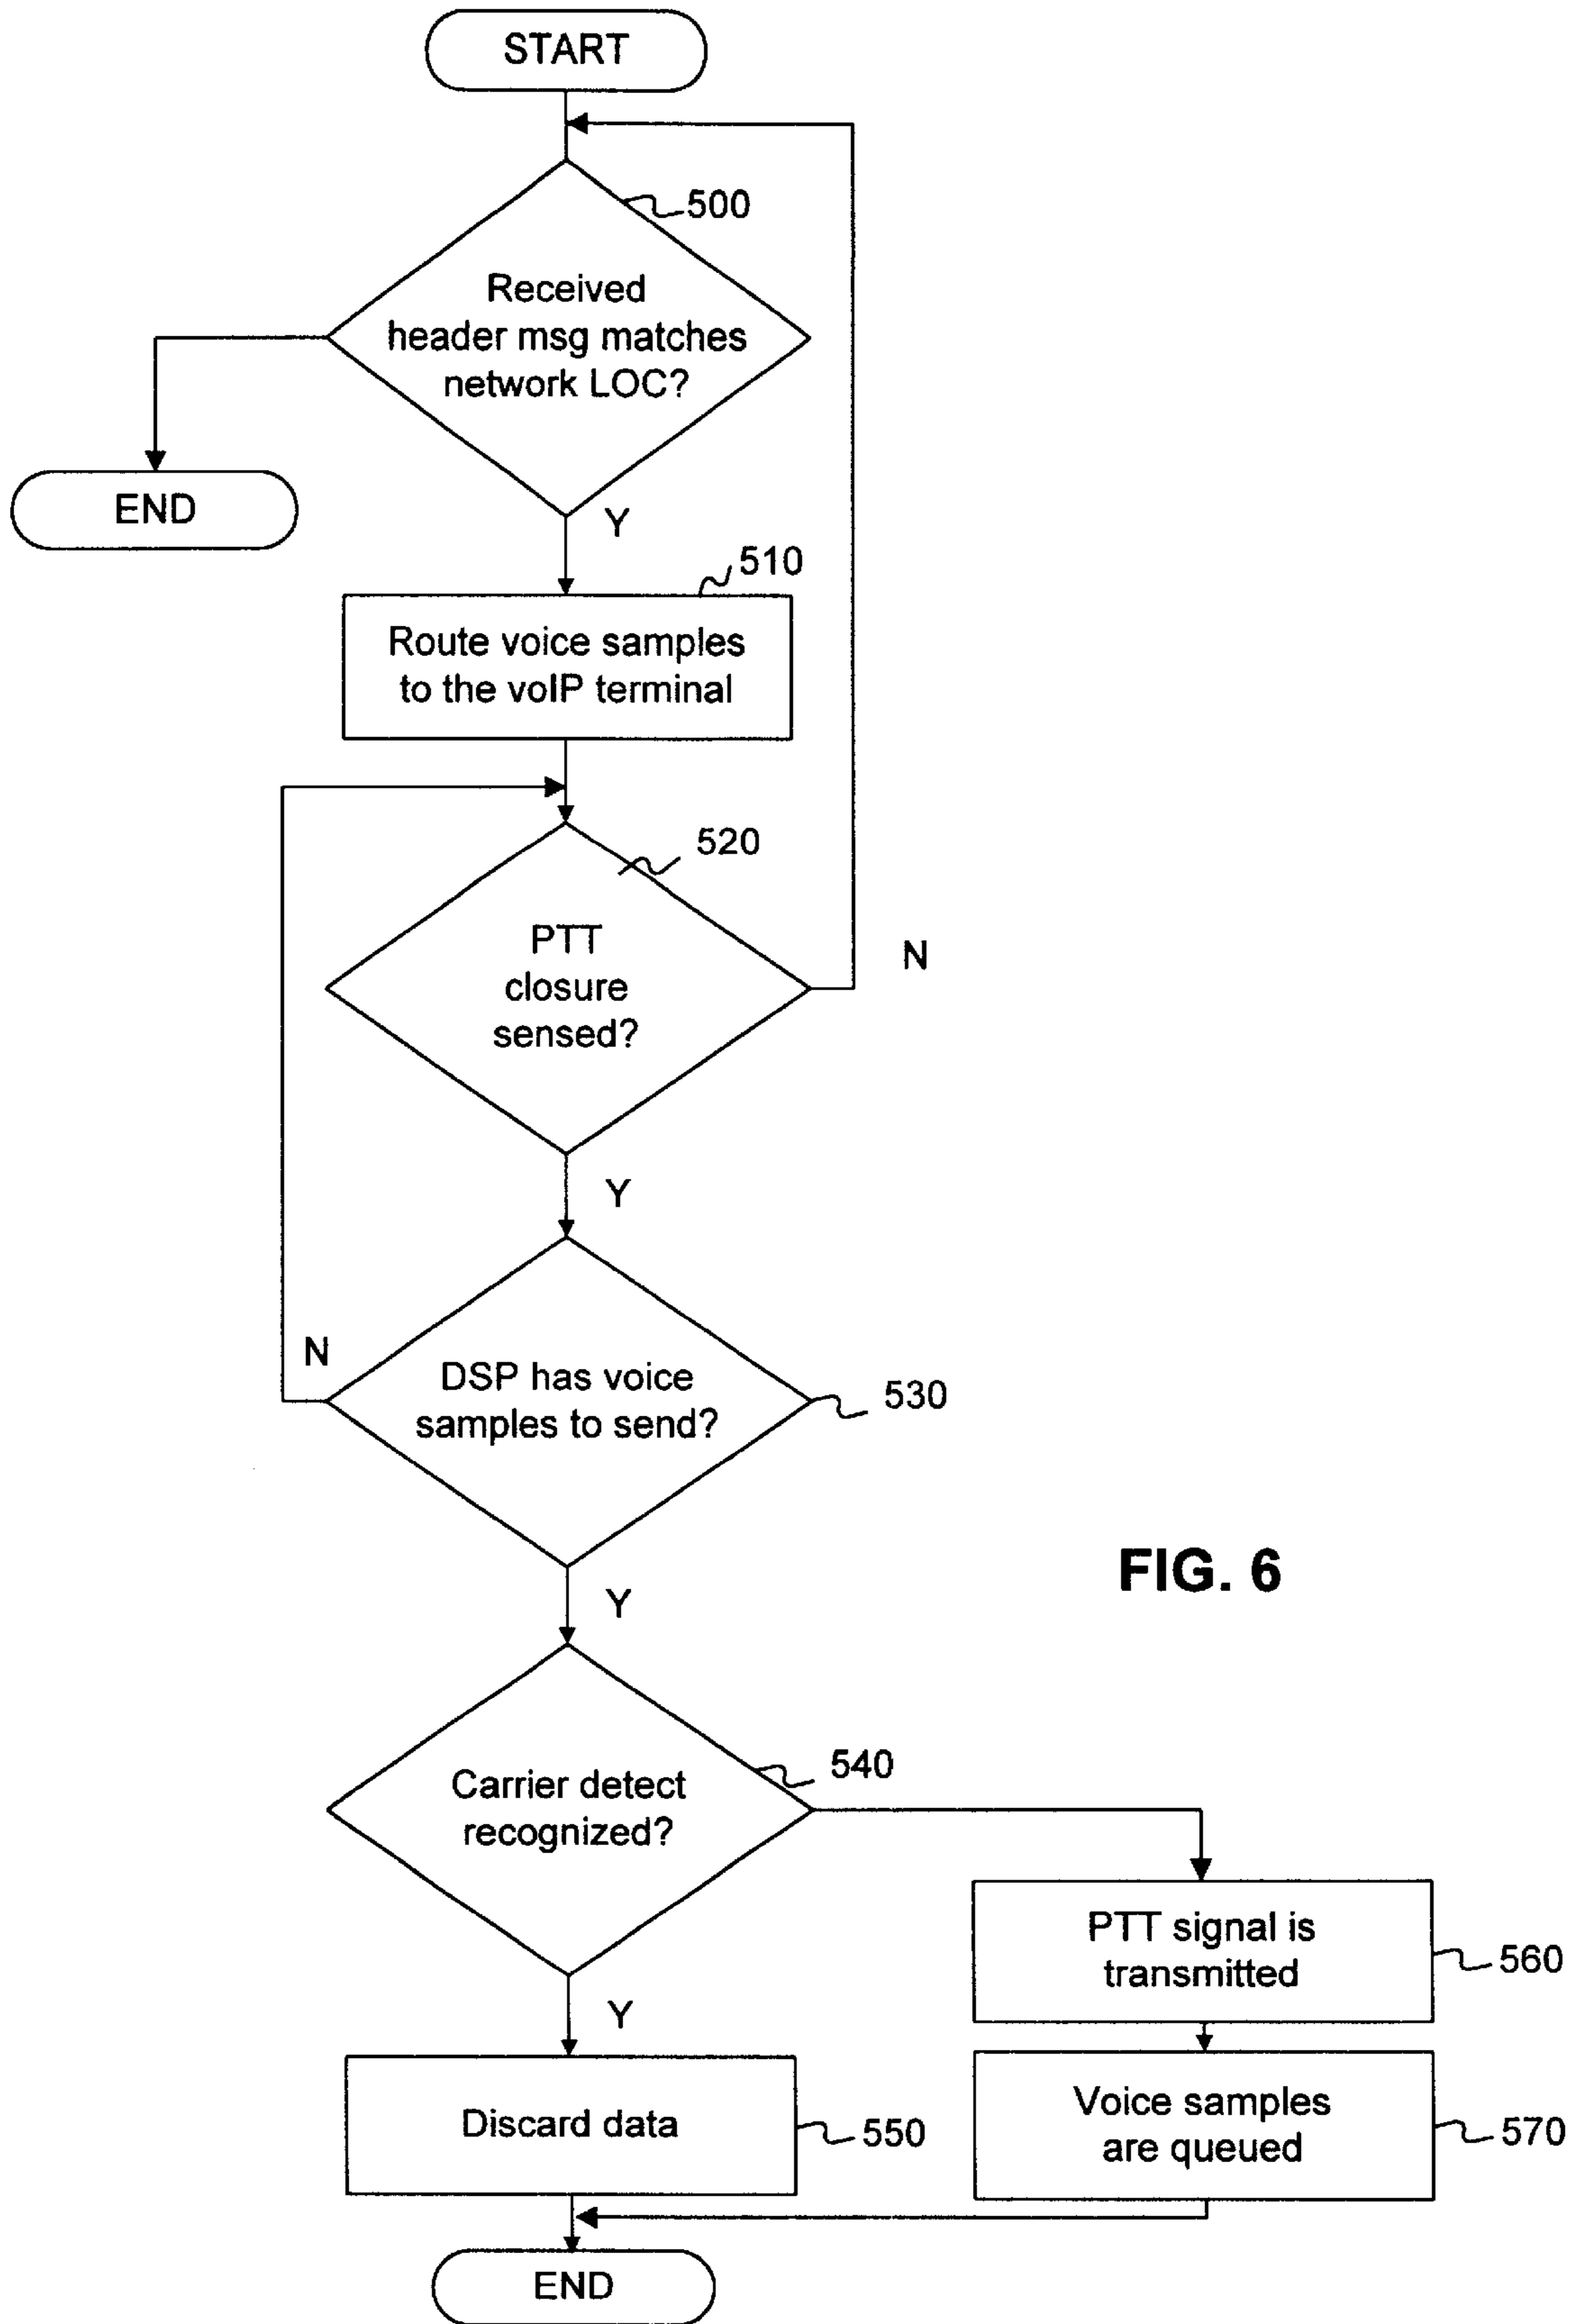 START
500
Received
header msg matches
network LOC?
END
Y
510
Route voice samples
to the voIP terminal
520
PTT
closure
sensed?
N
Y
N
DSP has voice
samples to send?
530
FIG. 6
Y
Carrier detect
recognized?
540
PTT signal is
transmitted
560
Y
Discard data
550
Voice samples
are queued
570
END